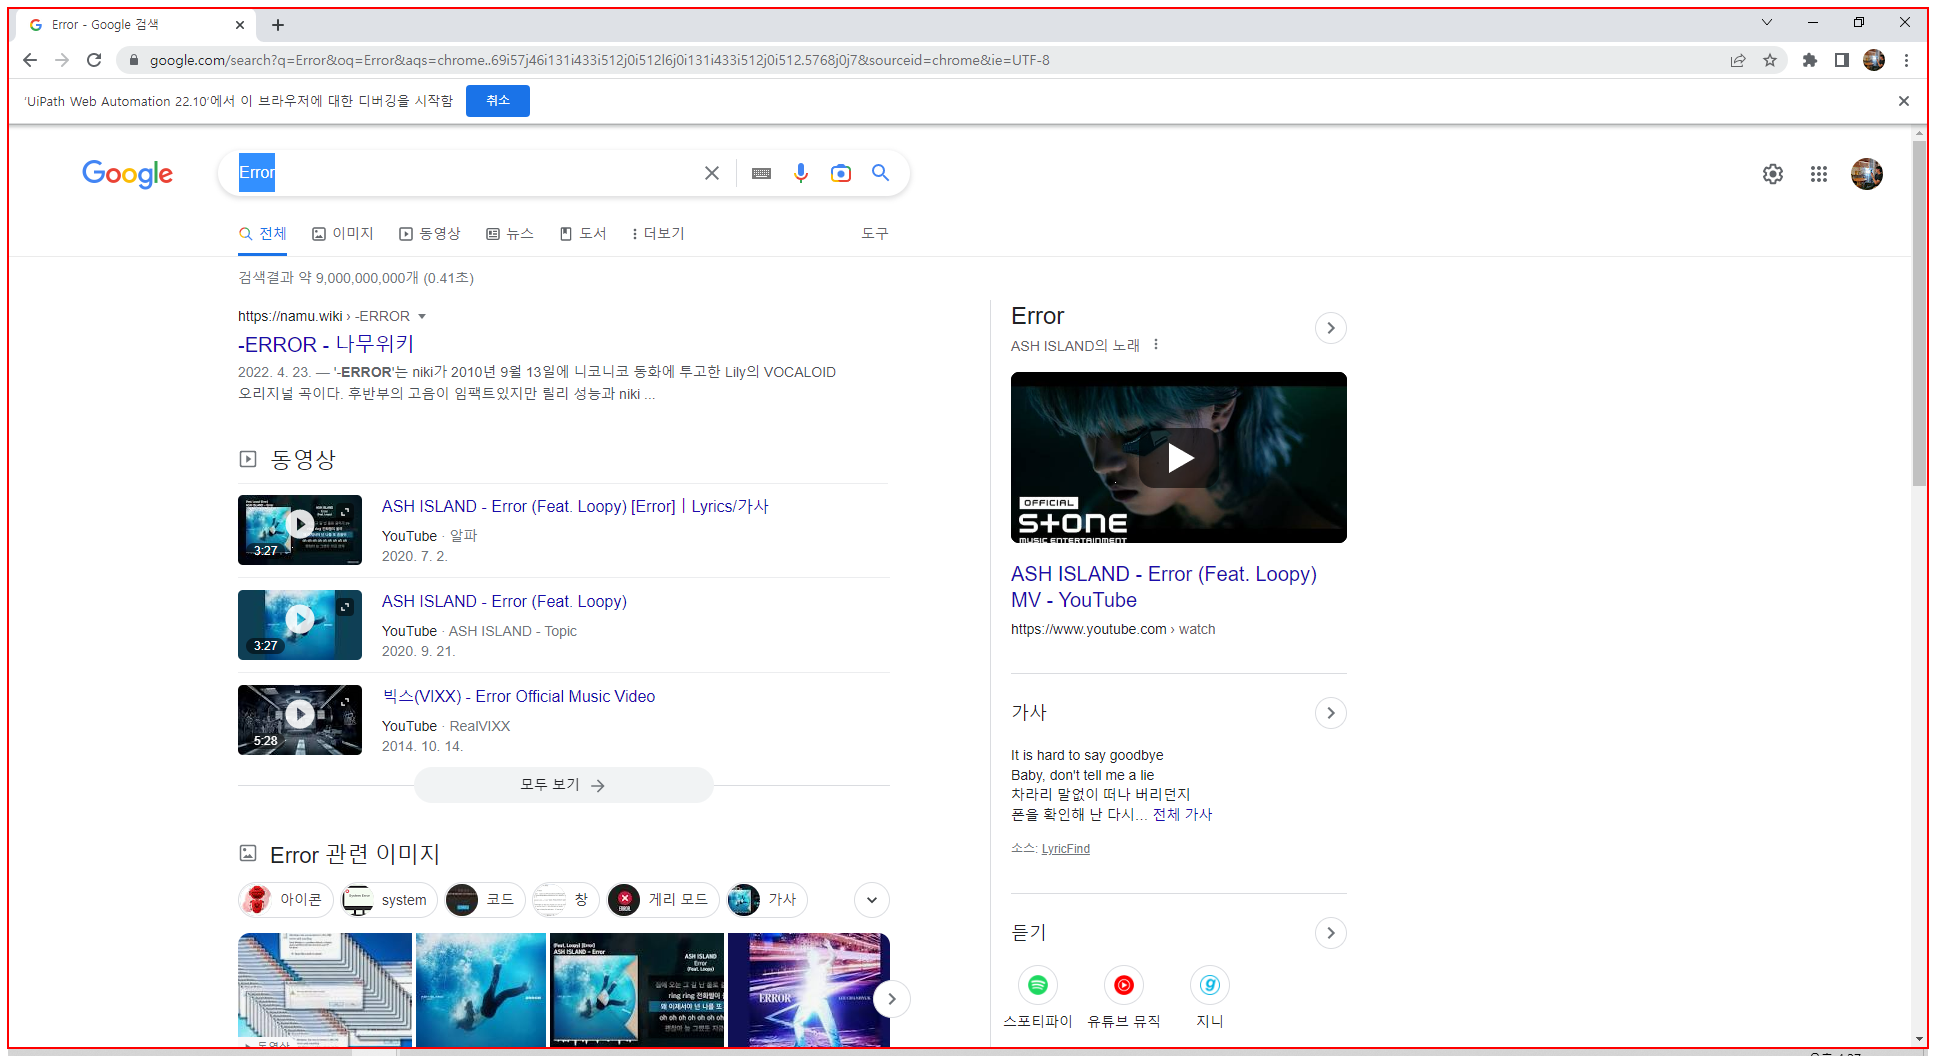 Error - Google 검색
google.com/search?q=Error&oq=Error&aqs=chrome..69i57j46i131i433i512j0i512l6j0i131i433i512j0i512.5768j0j7&sourceid=chrome&ie=UTF-8
'UiPath Web Automation 22.10'에서 이 브라우저에 대한 디버깅을 시작함 취소
Google Error
전체 이미지 동영상 뉴스 도서 더보기 도구
검색결과 약 9,000,000,000개 (0.41초)
https://namu.wiki › -ERROR
-ERROR - 나무위키
2022. 4. 23. — '-ERROR'는 niki가 2010년 9월 13일에 니코니코 동화에 투고한 Lily의 VOCALOID
오리지널 곡이다. 후반부의 고음이 임팩트있지만 릴리 성능과 niki ...
동영상
ASH ISLAND - Error (Feat. Loopy) [Error]ㅣLyrics/가사
YouTube · 알파
2020. 7. 2.
3:27
ASH ISLAND - Error (Feat. Loopy)
YouTube · ASH ISLAND - Topic
2020. 9. 21.
3:27
빅스(VIXX) - Error Official Music Video
YouTube · RealVIXX
2014. 10. 14.
5:28
모두 보기
Error 관련 이미지
아이콘 system 코드 창 게리 모드 가사
ASH ISLAND
Error
(Feat. Loopy)
ERROR
Error
ASH ISLAND의 노래
OFFICIAL
STONE
MUSIC ENTERTAINMENT
ASH ISLAND - Error (Feat. Loopy)
MV - YouTube
https://www.youtube.com › watch
가사
It is hard to say goodbye
Baby, don't tell me a lie
차라리 말없이 떠나 버리던지
폰을 확인해 난 다시... 전체 가사
소스: LyricFind
듣기
스포티파이 유튜브 뮤직 지니